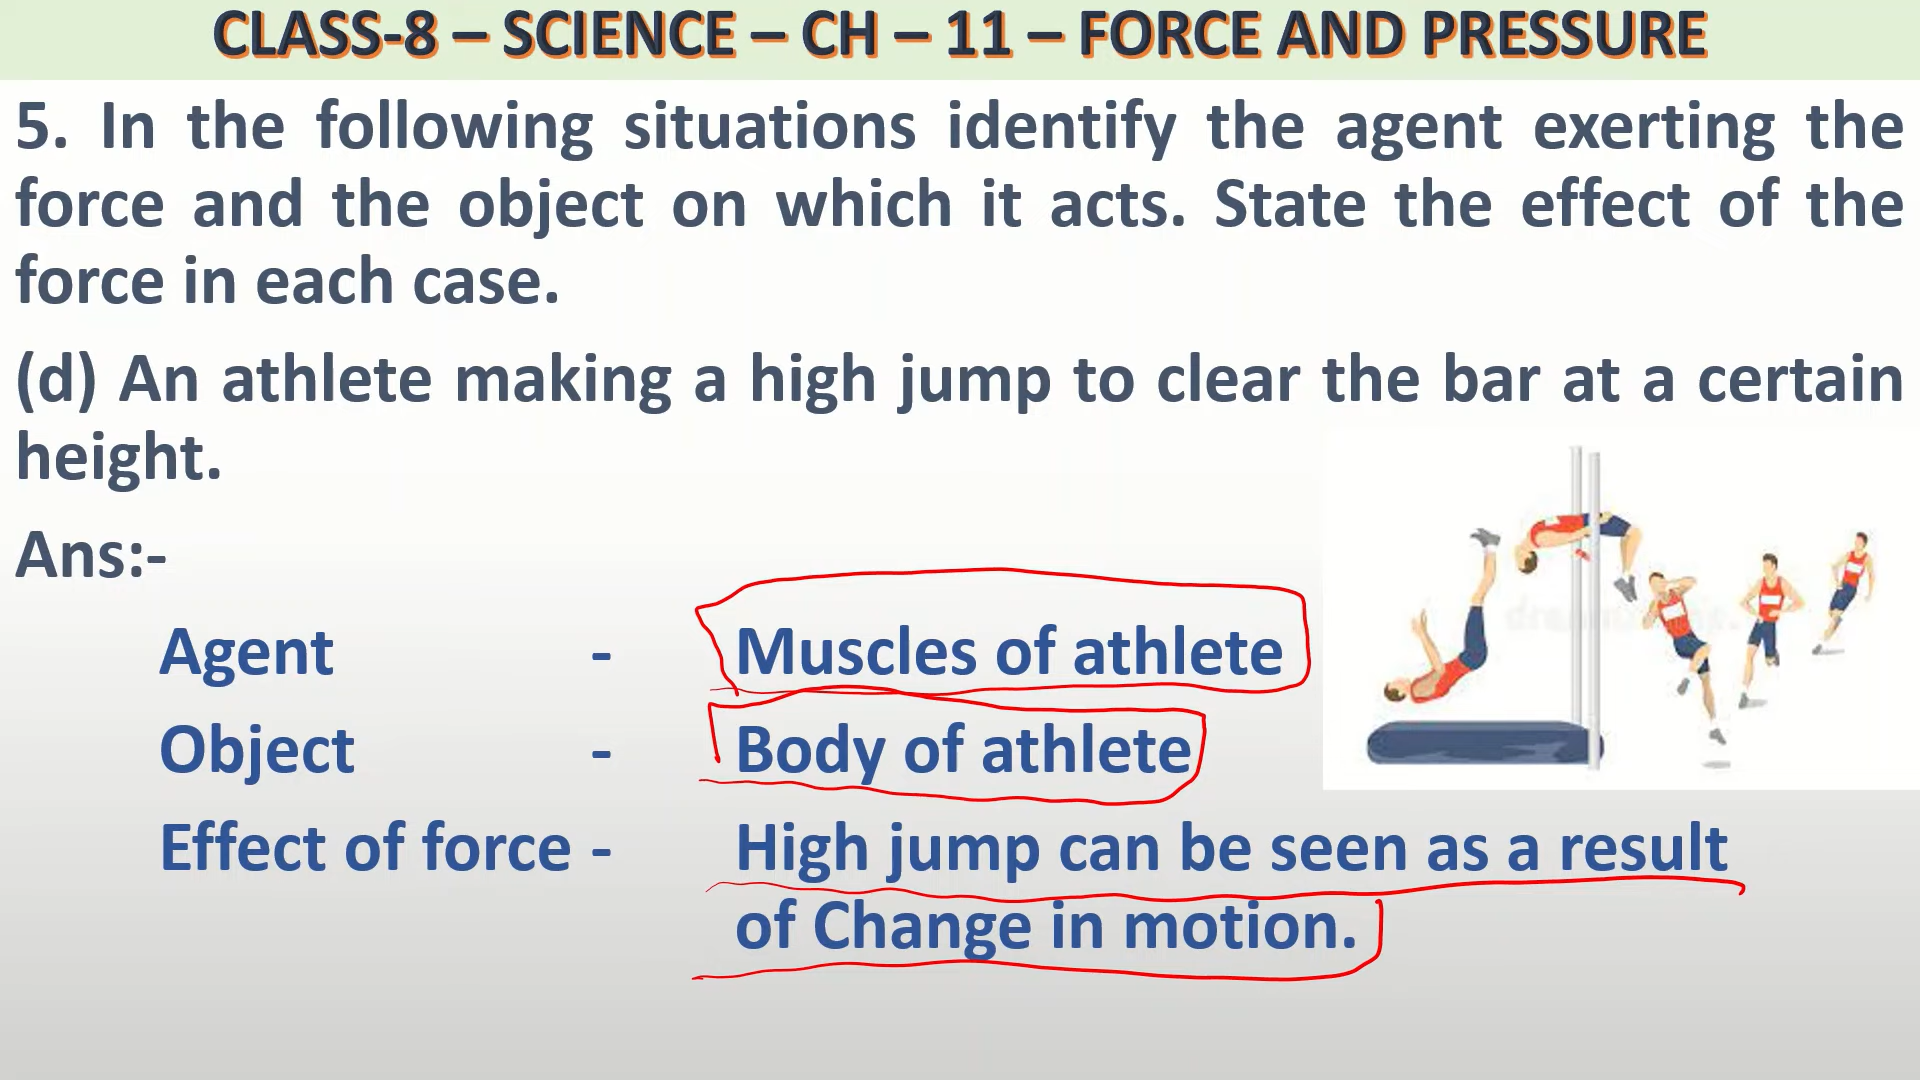 CLASS-8 – SCIENCE – CH – 11 – FORCE AND PRESSURE
5. In the following situations identify the agent exerting the
force and the object on which it acts. State the effect of the
force in each case.
(d) An athlete making a high jump to clear the bar at a certain
height.
Ans:-
Agent - Muscles of athlete
Object - Body of athlete
Effect of force - High jump can be seen as a result
of Change in motion.